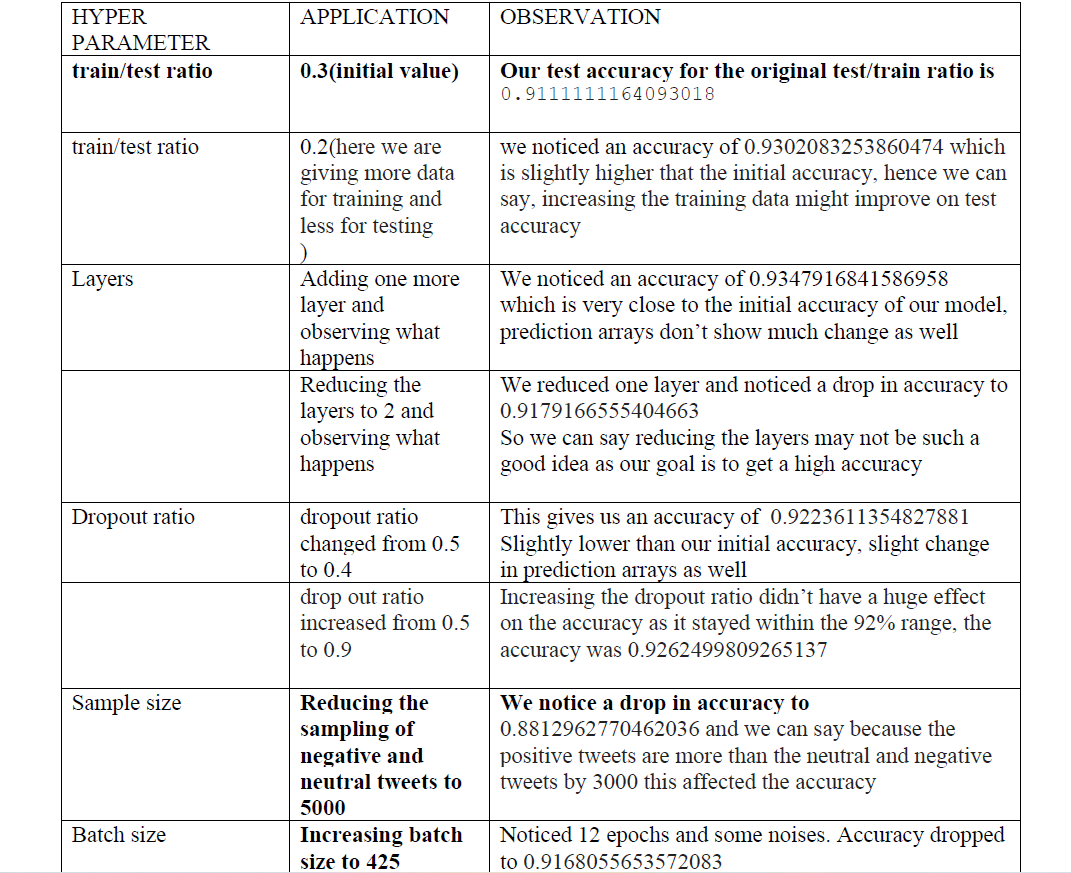 HYPER
PARAMETER
APPLICATION
OBSERVATION
train/test ratio
0.3(initial value)
Our test accuracy for the original test/train ratio is
0.9111111164093018
train/test ratio
0.2(here we are
giving more data
for training and
less for testing
)
we noticed an accuracy of 0.9302083253860474 which
is slightly higher that the initial accuracy, hence we can
say, increasing the training data might improve on test
accuracy
Layers
Adding one more
layer and
observing what
happens
We noticed an accuracy of 0.9347916841586958
which is very close to the initial accuracy of our model,
prediction arrays don’t show much change as well
Reducing the
layers to 2 and
observing what
happens
We reduced one layer and noticed a drop in accuracy to
0.9179166555404663
So we can say reducing the layers may not be such a
good idea as our goal is to get a high accuracy
Dropout ratio
dropout ratio
changed from 0.5
to 0.4
This gives us an accuracy of 0.9223611354827881
Slightly lower than our initial accuracy, slight change
in prediction arrays as well
drop out ratio
increased from 0.5
to 0.9
Increasing the dropout ratio didn’t have a huge effect
on the accuracy as it stayed within the 92% range, the
accuracy was 0.9262499809265137
Sample size
Reducing the
sampling of
negative and
neutral tweets to
5000
We notice a drop in accuracy to
0.8812962770462036 and we can say because the
positive tweets are more than the neutral and negative
tweets by 3000 this affected the accuracy
Batch size
Increasing batch
size to 425
Noticed 12 epochs and some noises. Accuracy dropped
to 0.9168055653572083